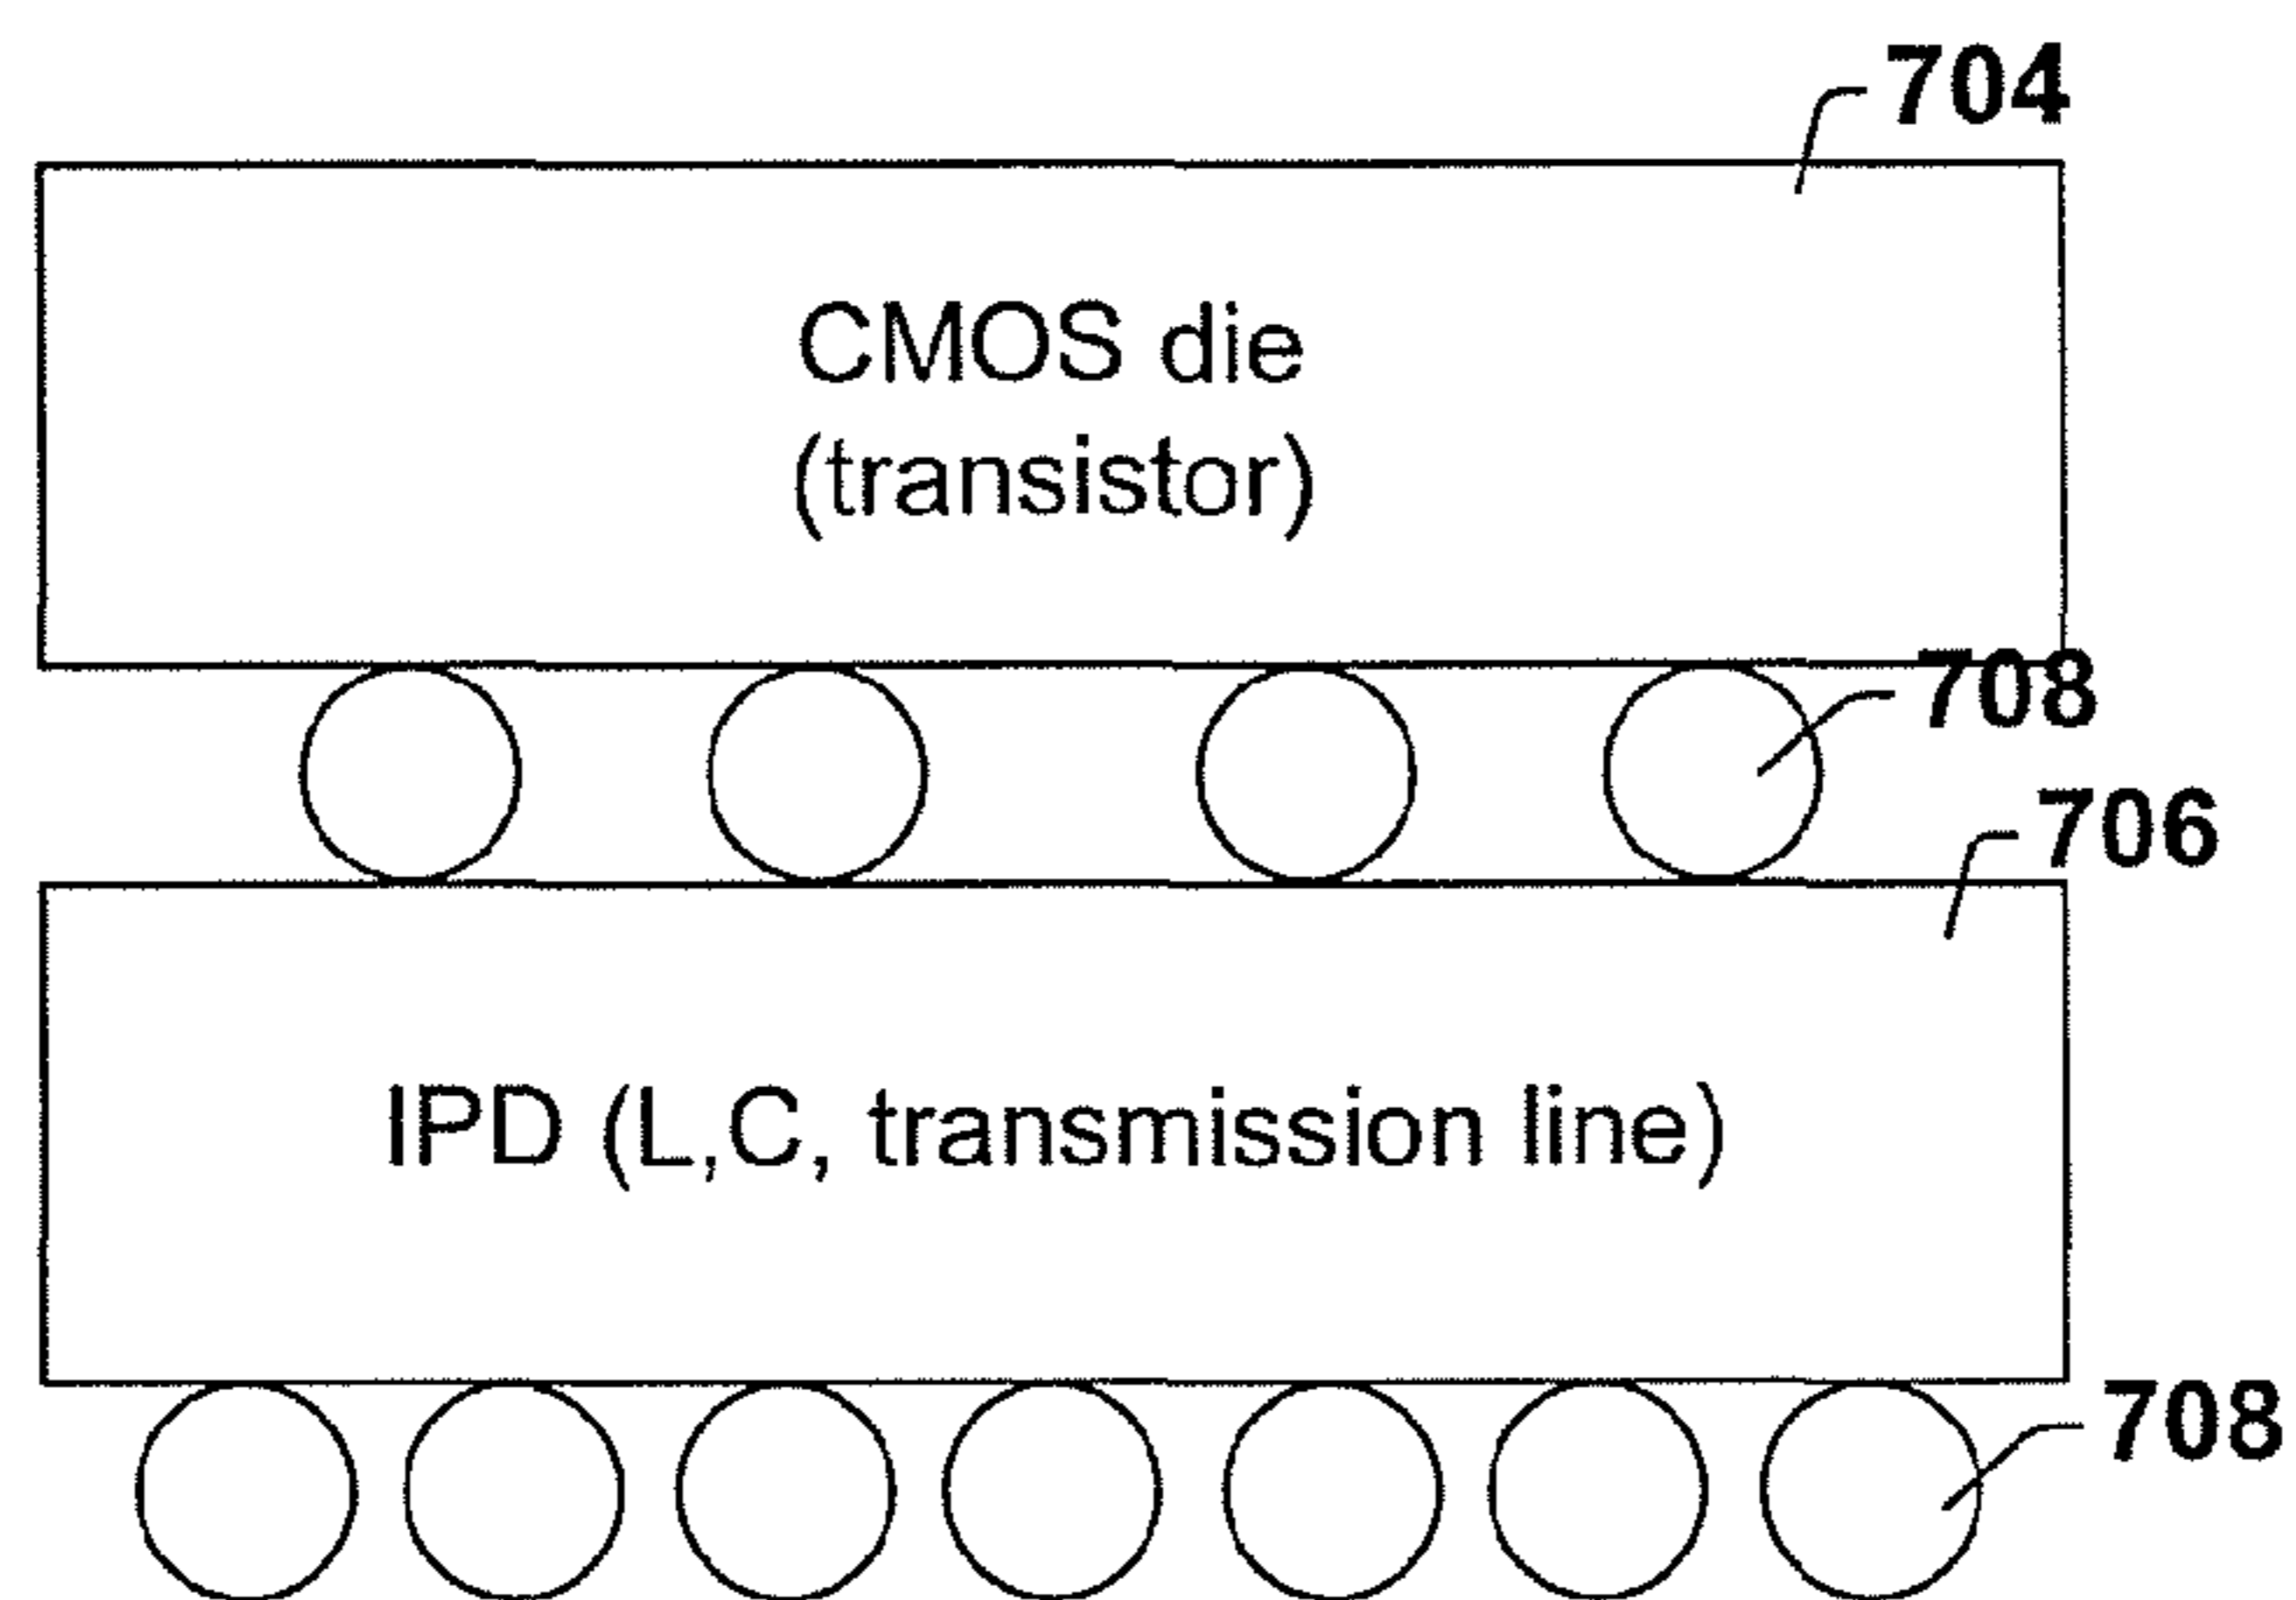 704
CMOS die
(transistor)
708
706
IPD (L,C, transmission line)
708